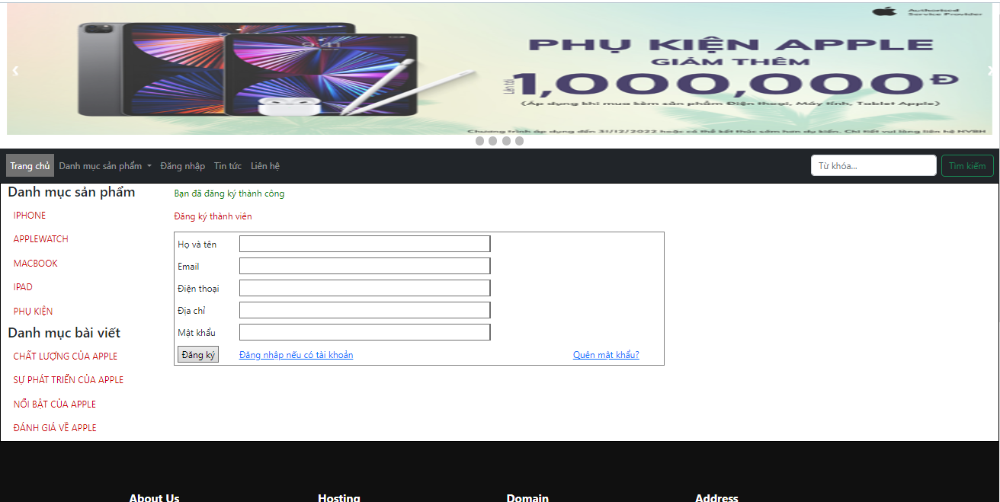 Authorised
Service Provider
9:41
PHỤ KIỆN APPLE
GIẢM THÊM
Lên tới 1,000,000Đ
(Áp dụng khi mua kèm sản phẩm Điện thoại, Máy tính, Tablet Apple)
Chương trình áp dụng đến 31/12/2022 hoặc có thể kết thúc sớm hơn dự kiến. Chi tiết vui lòng liên hệ HVBH
Trang chủ Danh mục sản phẩm Đăng nhập Tin tức Liên hệ Từ khóa... Tìm kiếm
Danh mục sản phẩm
IPHONE
APPLEWATCH
MACBOOK
IPAD
PHỤ KIỆN
Danh mục bài viết
CHẤT LƯỢNG CỦA APPLE
SỰ PHÁT TRIỂN CỦA APPLE
NỔI BẬT CỦA APPLE
ĐÁNH GIÁ VỀ APPLE
Bạn đã đăng ký thành công
Đăng ký thành viên
Họ và tên
Email
Điện thoại
Địa chỉ
Mật khẩu
Đăng ký Đăng nhập nếu có tài khoản Quên mật khẩu?
About Us Hosting Domain Address